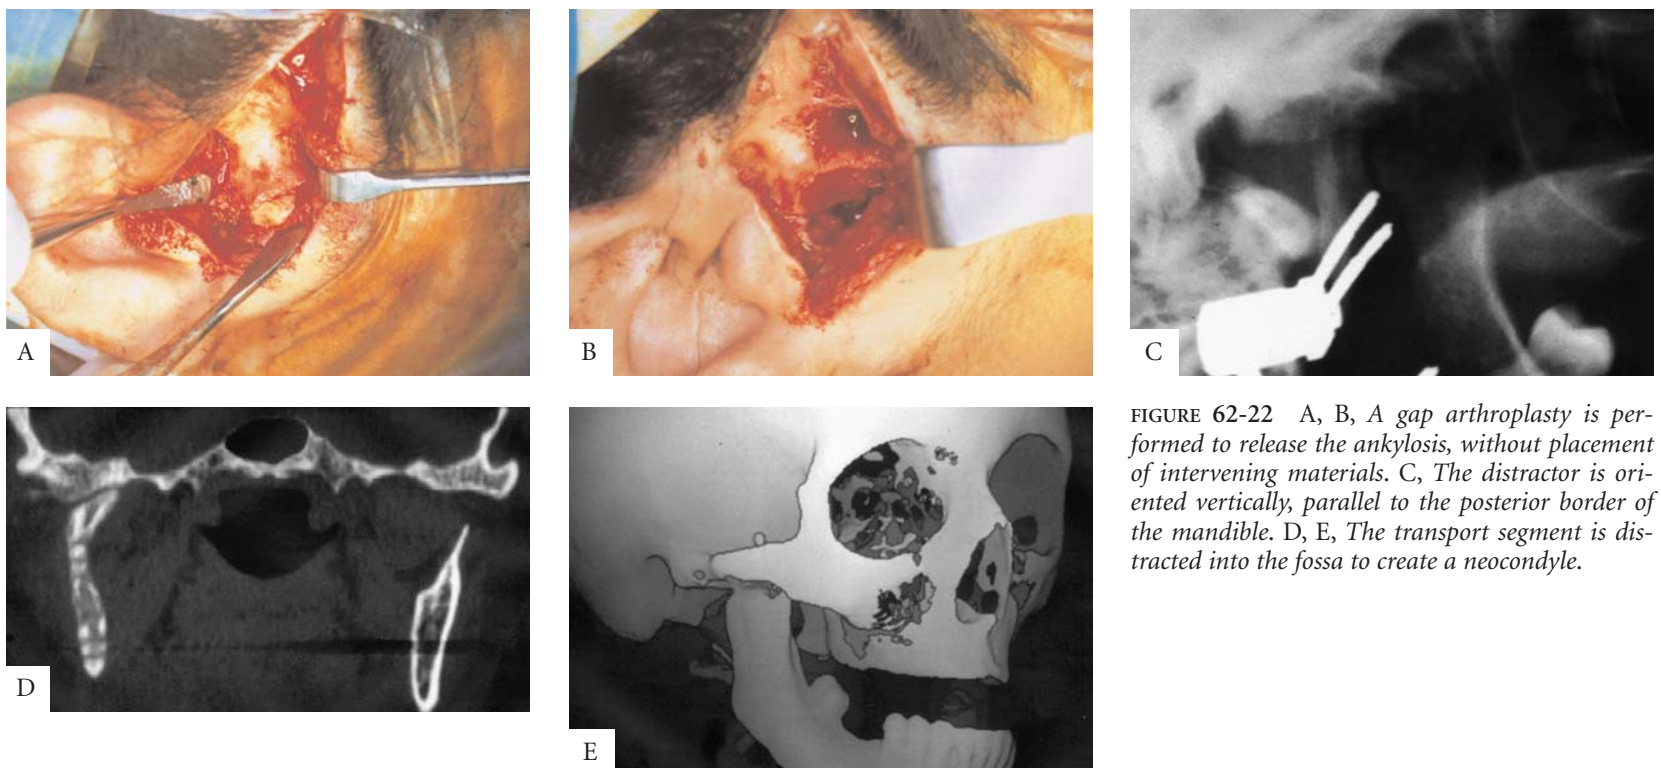 A
B
C
FIGURE 62-22 A, B, A gap arthroplasty is per-
formed to release the ankylosis, without placement
of intervening materials. C, The distractor is ori-
ented vertically, parallel to the posterior border of
the mandible. D, E, The transport segment is dis-
tracted into the fossa to create a neocondyle.
D
E